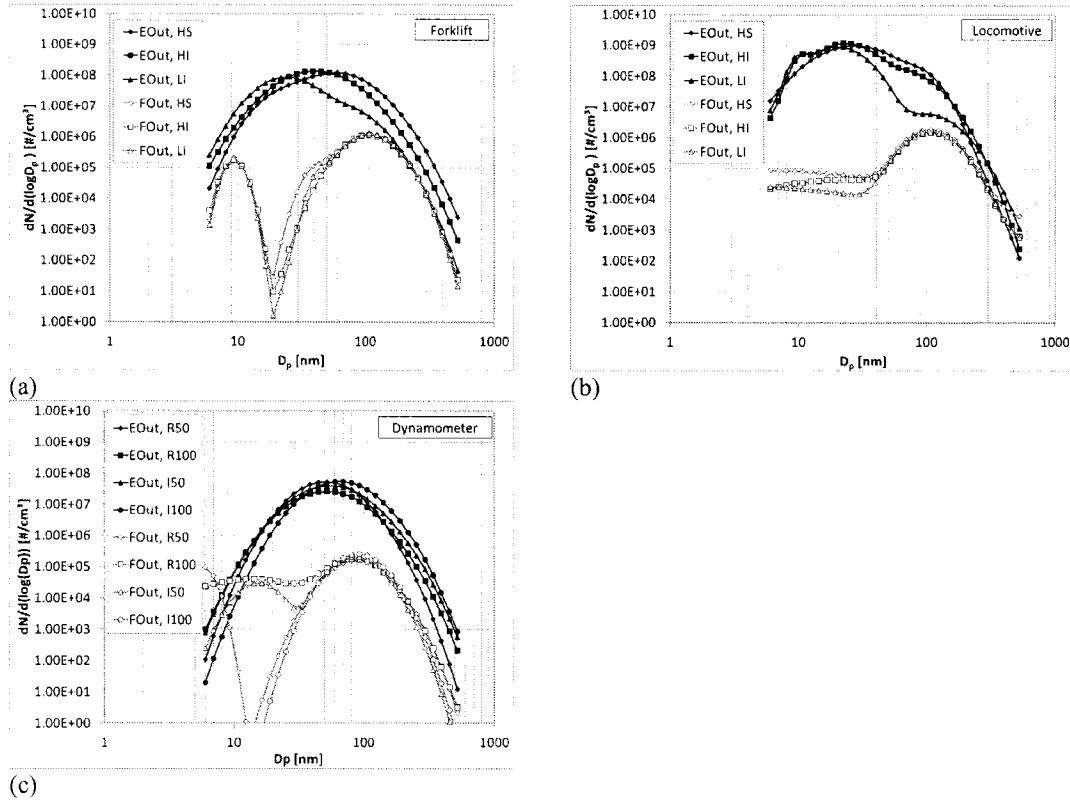 Forklift
1.00E+10
1.00E+09
1.00E+08
1.00E+07
1.00E+06
1.00E+05
1.00E+04
1.00E+03
1.00E+02
1.00E+01
1.00E+00
dN/d(logDp) [#/cm³]
EOut, HS
EOut, HI
EOut, LI
FOut, HS
FOut, HI
FOut, LI
1
10
100
1000
Dp [nm]
(a)
Locomotive
1.00E+10
1.00E+09
1.00E+08
1.00E+07
1.00E+06
1.00E+05
1.00E+04
1.00E+03
1.00E+02
1.00E+01
1.00E+00
dN/d(logDp) [#/cm³]
EOut, HS
EOut, HI
EOut, LI
FOut, HS
FOut, HI
FOut, LI
1
10
100
1000
Dp [nm]
(b)
Dynamometer
1.00E+10
1.00E+09
1.00E+08
1.00E+07
1.00E+06
1.00E+05
1.00E+04
1.00E+03
1.00E+02
1.00E+01
1.00E+00
dN/d(log(Dp)) [#/cm³]
EOut, R50
EOut, R100
EOut, I50
EOut, I100
FOut, R50
FOut, R100
FOut, I50
FOut, I100
1
10
100
1000
Dp [nm]
(c)